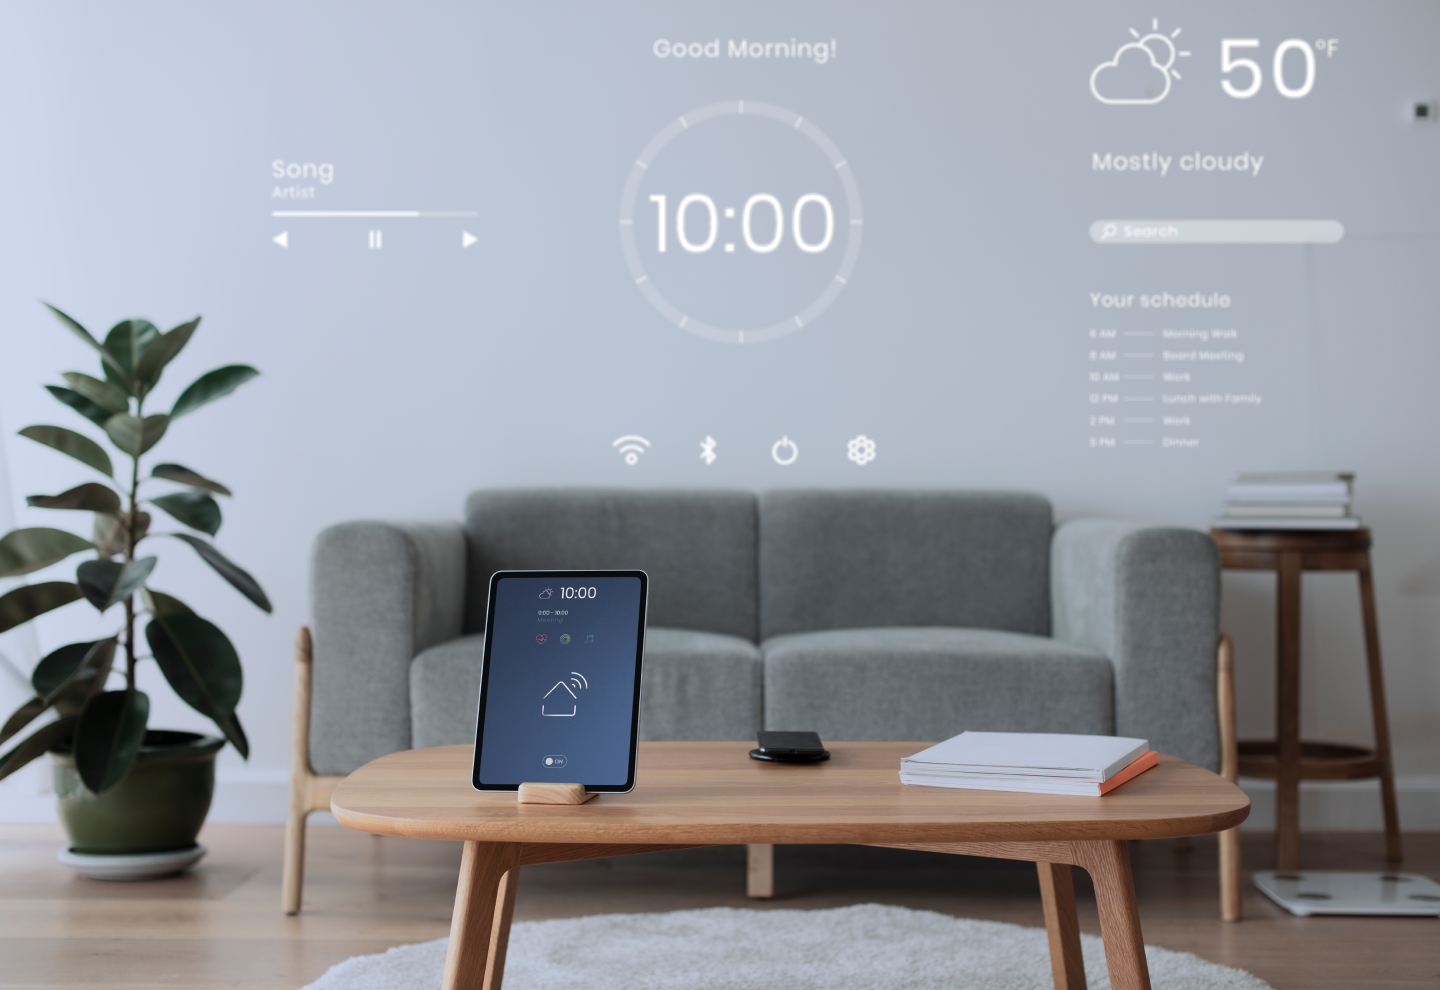 Good Morning!
50°F
Mostly cloudy
Song
Artist
10:00
Search
Your schedule
6 AM Morning Walk
8 AM Board Meeting
10 AM Work
12 PM Lunch with Family
2 PM Work
5 PM Dinner
10:00
9:00 - 10:00
Meeting
ON